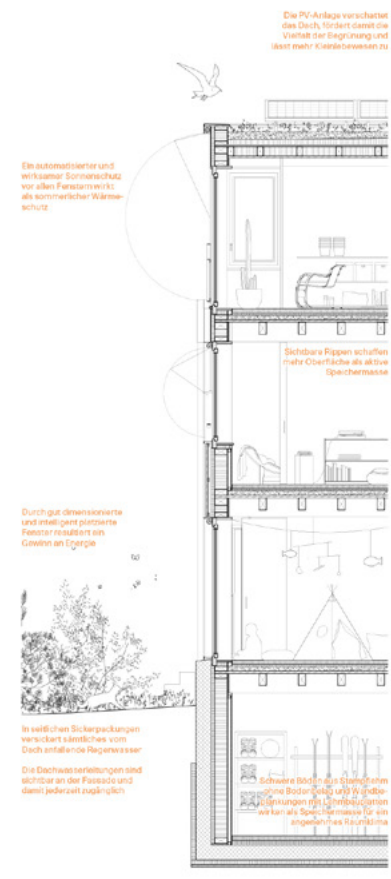 Die PV-Anlage verschattet
das Dach, fördert damit die
Vielfalt der Begrünung und
lässt mehr Kleinlebewesen zu
Ein automatisierter und
wirksamer Sonnenschutz
vor allen Fenstern wirkt
als sommerlicher Wärme-
schutz
Sichtbare Rippen schaffen
mehr Oberfläche als aktive
Speichermasse
Durch gut dimensionierte
und intelligent platzierte
Fenster resultiert ein
Gewinn an Energie
In seitlichen Sickerpackungen
versickert sämtliches vom
Dach anfallende Regenwasser
Die Dachwasserleitungen sind
sichtbar an der Fassade und
damit jederzeit zugänglich
Schwere Böden aus Stampflehm
ohne Bodenbelag und Wandbe-
plankungen mit Lehmbauplatten
wirken als Speichermasse für ein
angenehmes Raumklima